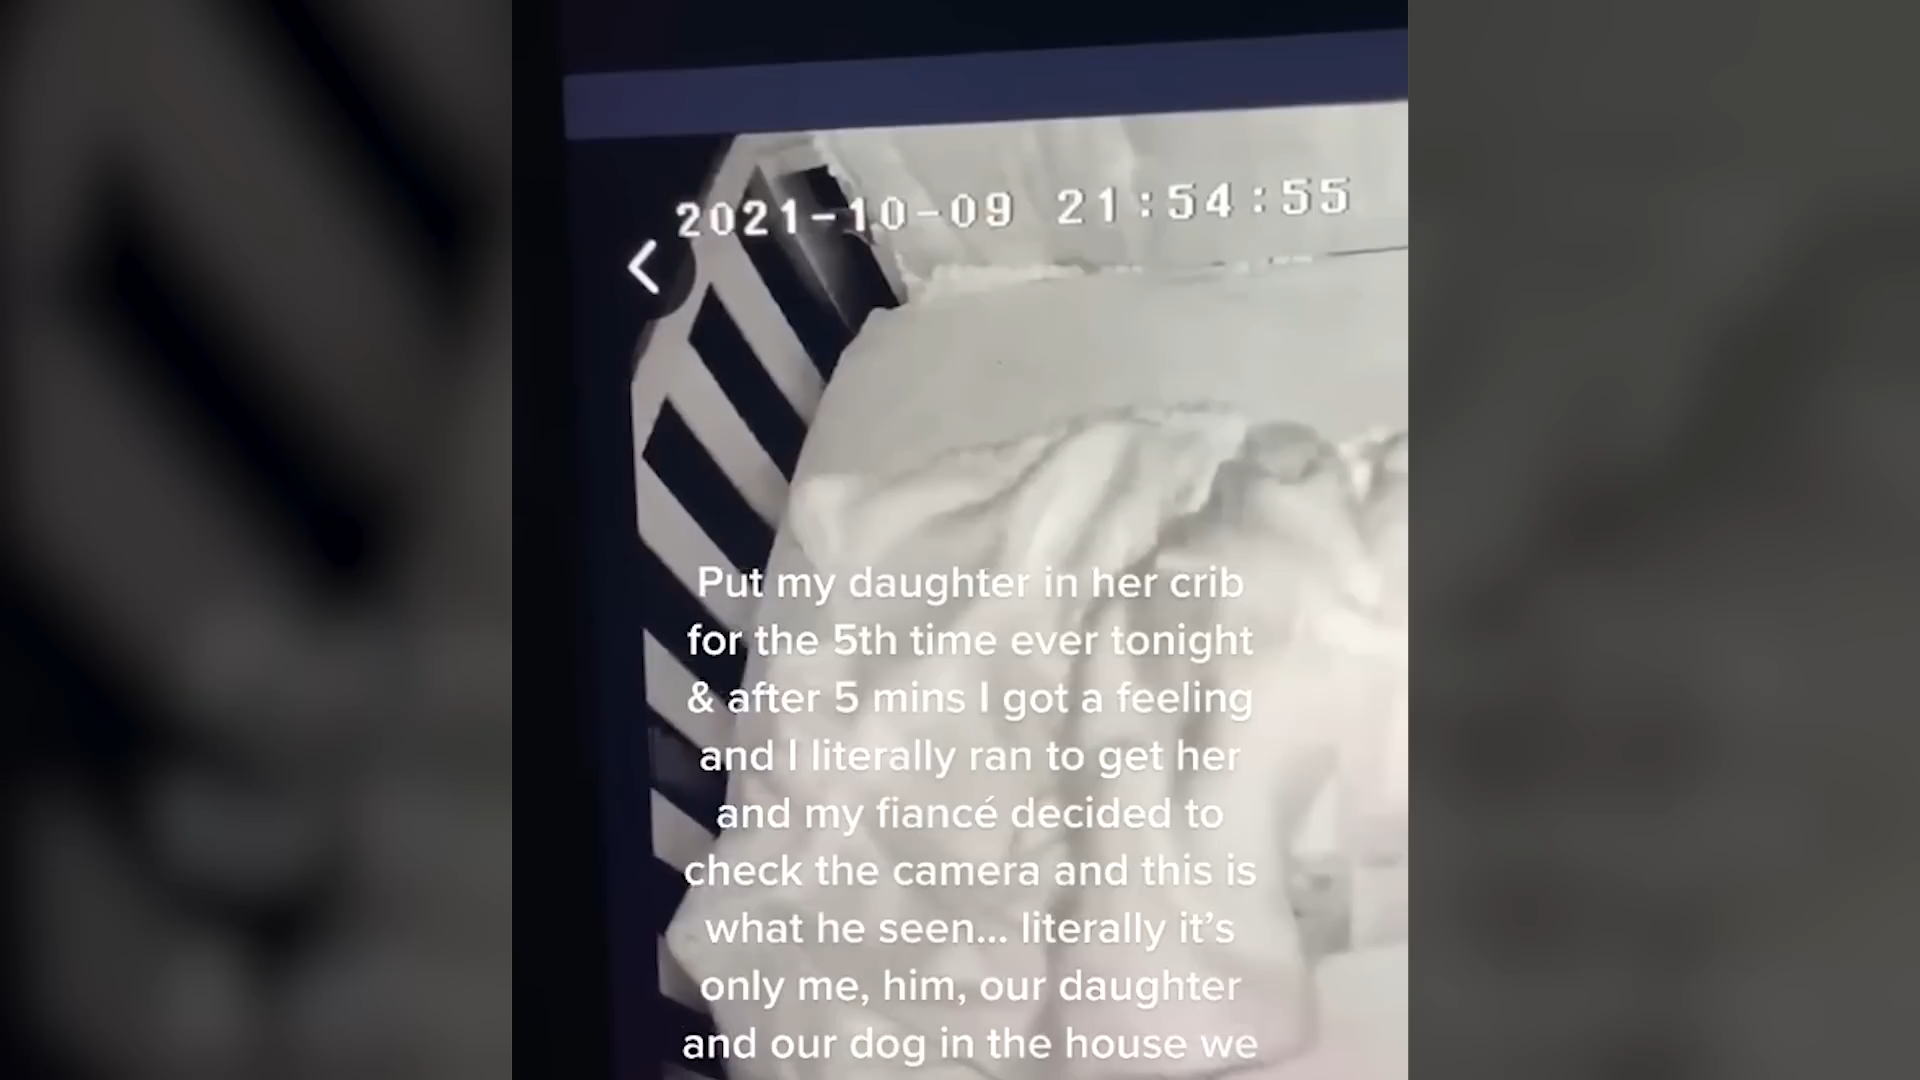 2021-10-09 21:54:55
Put my daughter in her crib
for the 5th time ever tonight
& after 5 mins I got a feeling
and I literally ran to get her
and my fiancé decided to
check the camera and this is
what he seen... literally it’s
only me, him, our daughter
and our dog in the house we